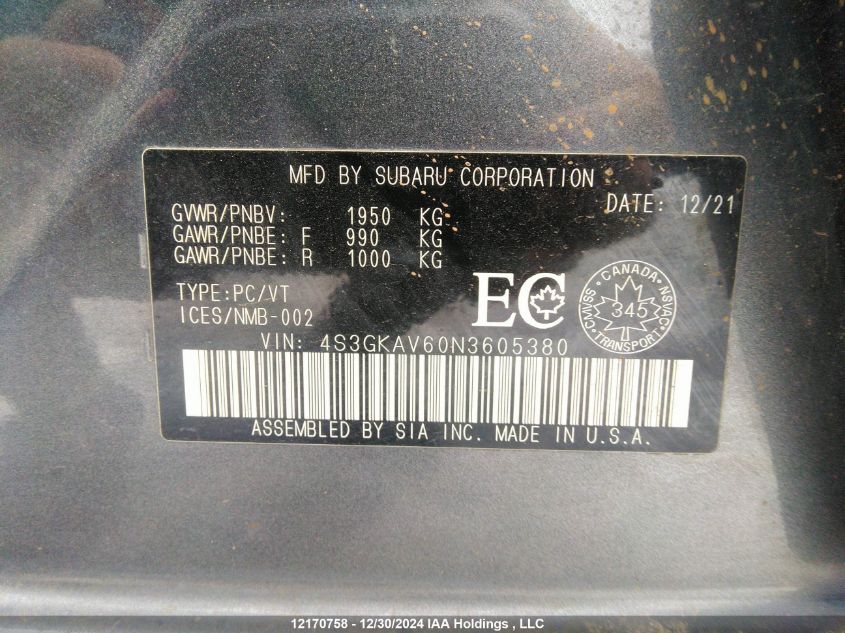 MFD BY SUBARU CORPORATION
DATE: 12/21
GVWR/PNBV: 1950 KG
GAWR/PNBE: F 990 KG
GAWR/PNBE: R 1000 KG
TYPE:PC/VT
ICES/NMB-002
EC
CANADA
CMVSS 345 NSVAC
TRANSPORT
VIN: 4S3GKAV60N3605380
ASSEMBLED BY SIA INC. MADE IN U.S.A.
12170758 - 12/30/2024 IAA Holdings , LLC